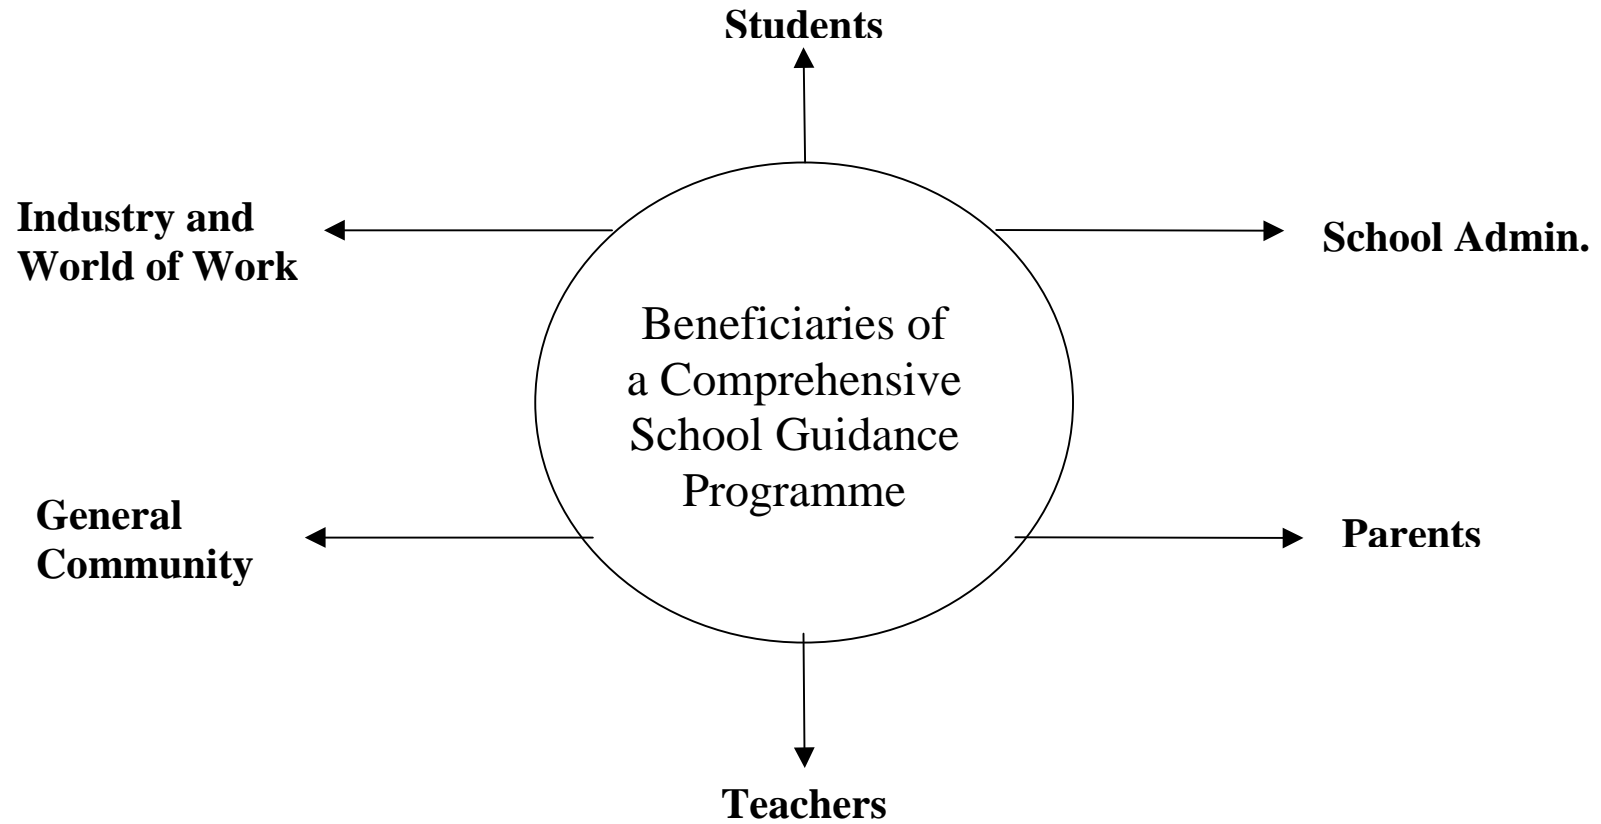 Students
Industry and
World of Work
School Admin.
Beneficiaries of
a Comprehensive
School Guidance
Programme
General
Community
Parents
Teachers